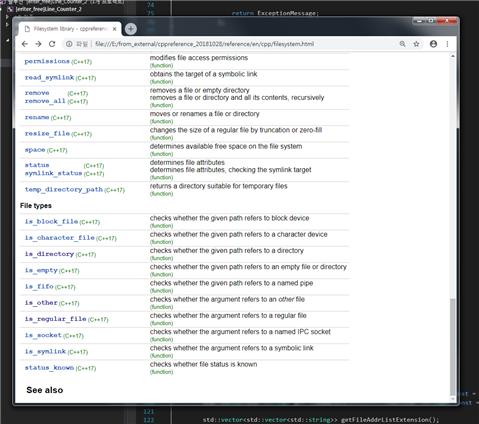 74
75
return ExceptionMessage;
[eriter_free]Line_Counter_2
Filesystem library - cppreference.com
파일 file:///E:/from_external/cppreference_20181028/reference/en/cpp/filesystem.html
permissions (C++17) modifies file access permissions
(function)
read_symlink (C++17) obtains the target of a symbolic link
(function)
remove (C++17) removes a file or empty directory
remove_all (C++17) removes a file or directory and all its contents, recursively
(function)
rename (C++17) moves or renames a file or directory
(function)
resize_file (C++17) changes the size of a regular file by truncation or zero-fill
(function)
space (C++17) determines available free space on the file system
(function)
status (C++17) determines file attributes
symlink_status (C++17) determines file attributes, checking the symlink target
(function)
temp_directory_path (C++17) returns a directory suitable for temporary files
(function)
File types
is_block_file (C++17) checks whether the given path refers to block device
(function)
is_character_file (C++17) checks whether the given path refers to a character device
(function)
is_directory (C++17) checks whether the given path refers to a directory
(function)
is_empty (C++17) checks whether the given path refers to an empty file or directory
(function)
is_fifo (C++17) checks whether the given path refers to a named pipe
(function)
is_other (C++17) checks whether the argument refers to an other file
(function)
is_regular_file (C++17) checks whether the argument refers to a regular file
(function)
is_socket (C++17) checks whether the argument refers to a named IPC socket
(function)
is_symlink (C++17) checks whether the argument refers to a symbolic link
(function)
status_known (C++17) checks whether file status is known
(function)
See also
const =
onst =
121
122 std::vector<std::vector<std::string>> getFileAddrListExtension();